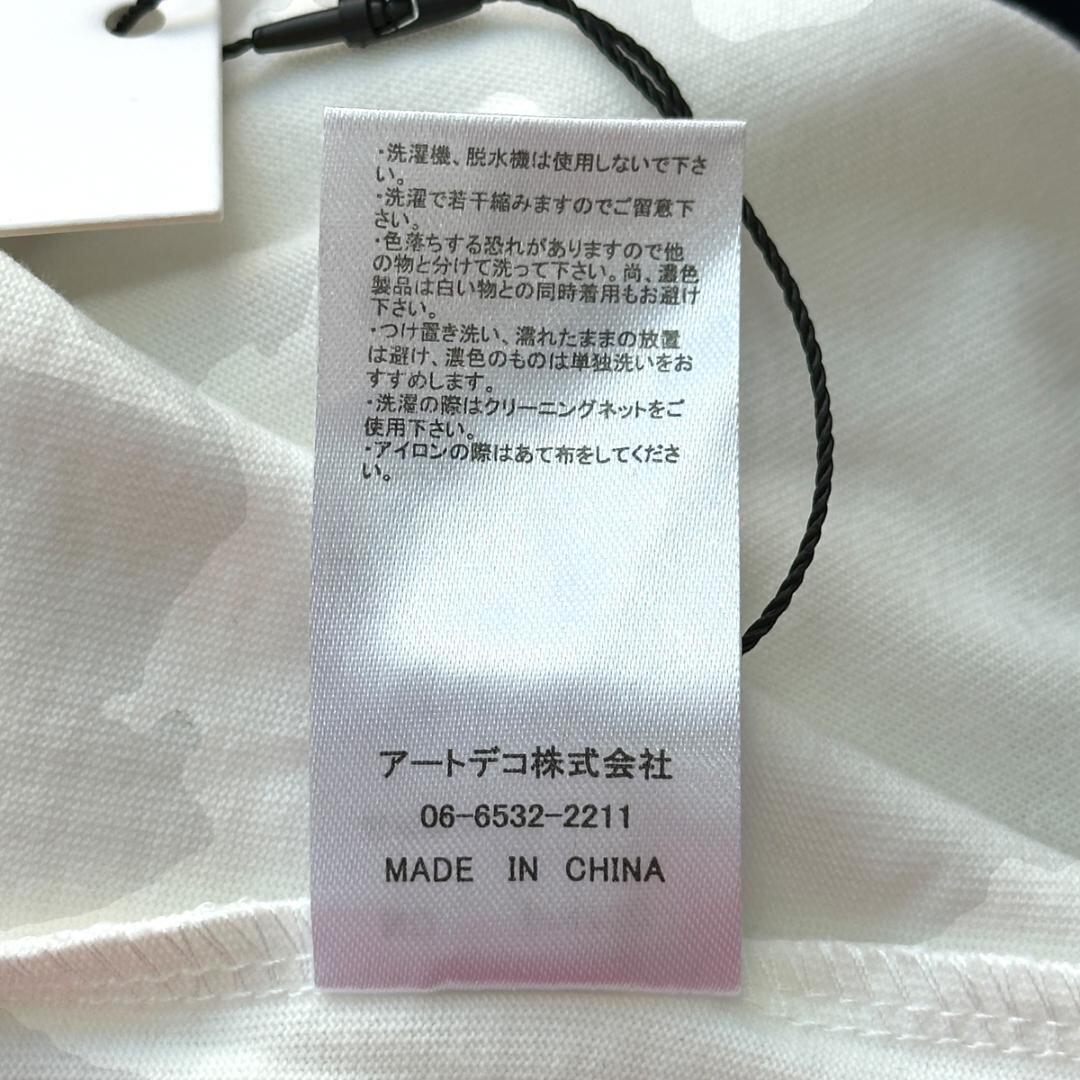 ・洗濯機、脱水機は使用しないで下さ
い。
・洗濯で若干縮みますのでご留意下
さい。
・色落ちする恐れがありますので他
の物と分けて洗って下さい。尚、濃色
製品は白い物との同時着用もお避け
下さい。
・つけ置き洗い、濡れたままの放置
は避け、濃色のものは単独洗いをお
すすめします。
・洗濯の際はクリーニングネットをご
使用下さい。
・アイロンの際はあて布をしてくださ
い。
アートデコ株式会社
06-6532-2211
MADE IN CHINA